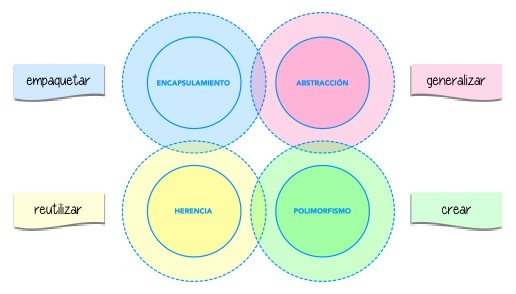 empaquetar
ENCAPSULAMIENTO
ABSTRACCIÓN
generalizar
reutilizar
HERENCIA
POLIMORFISMO
crear